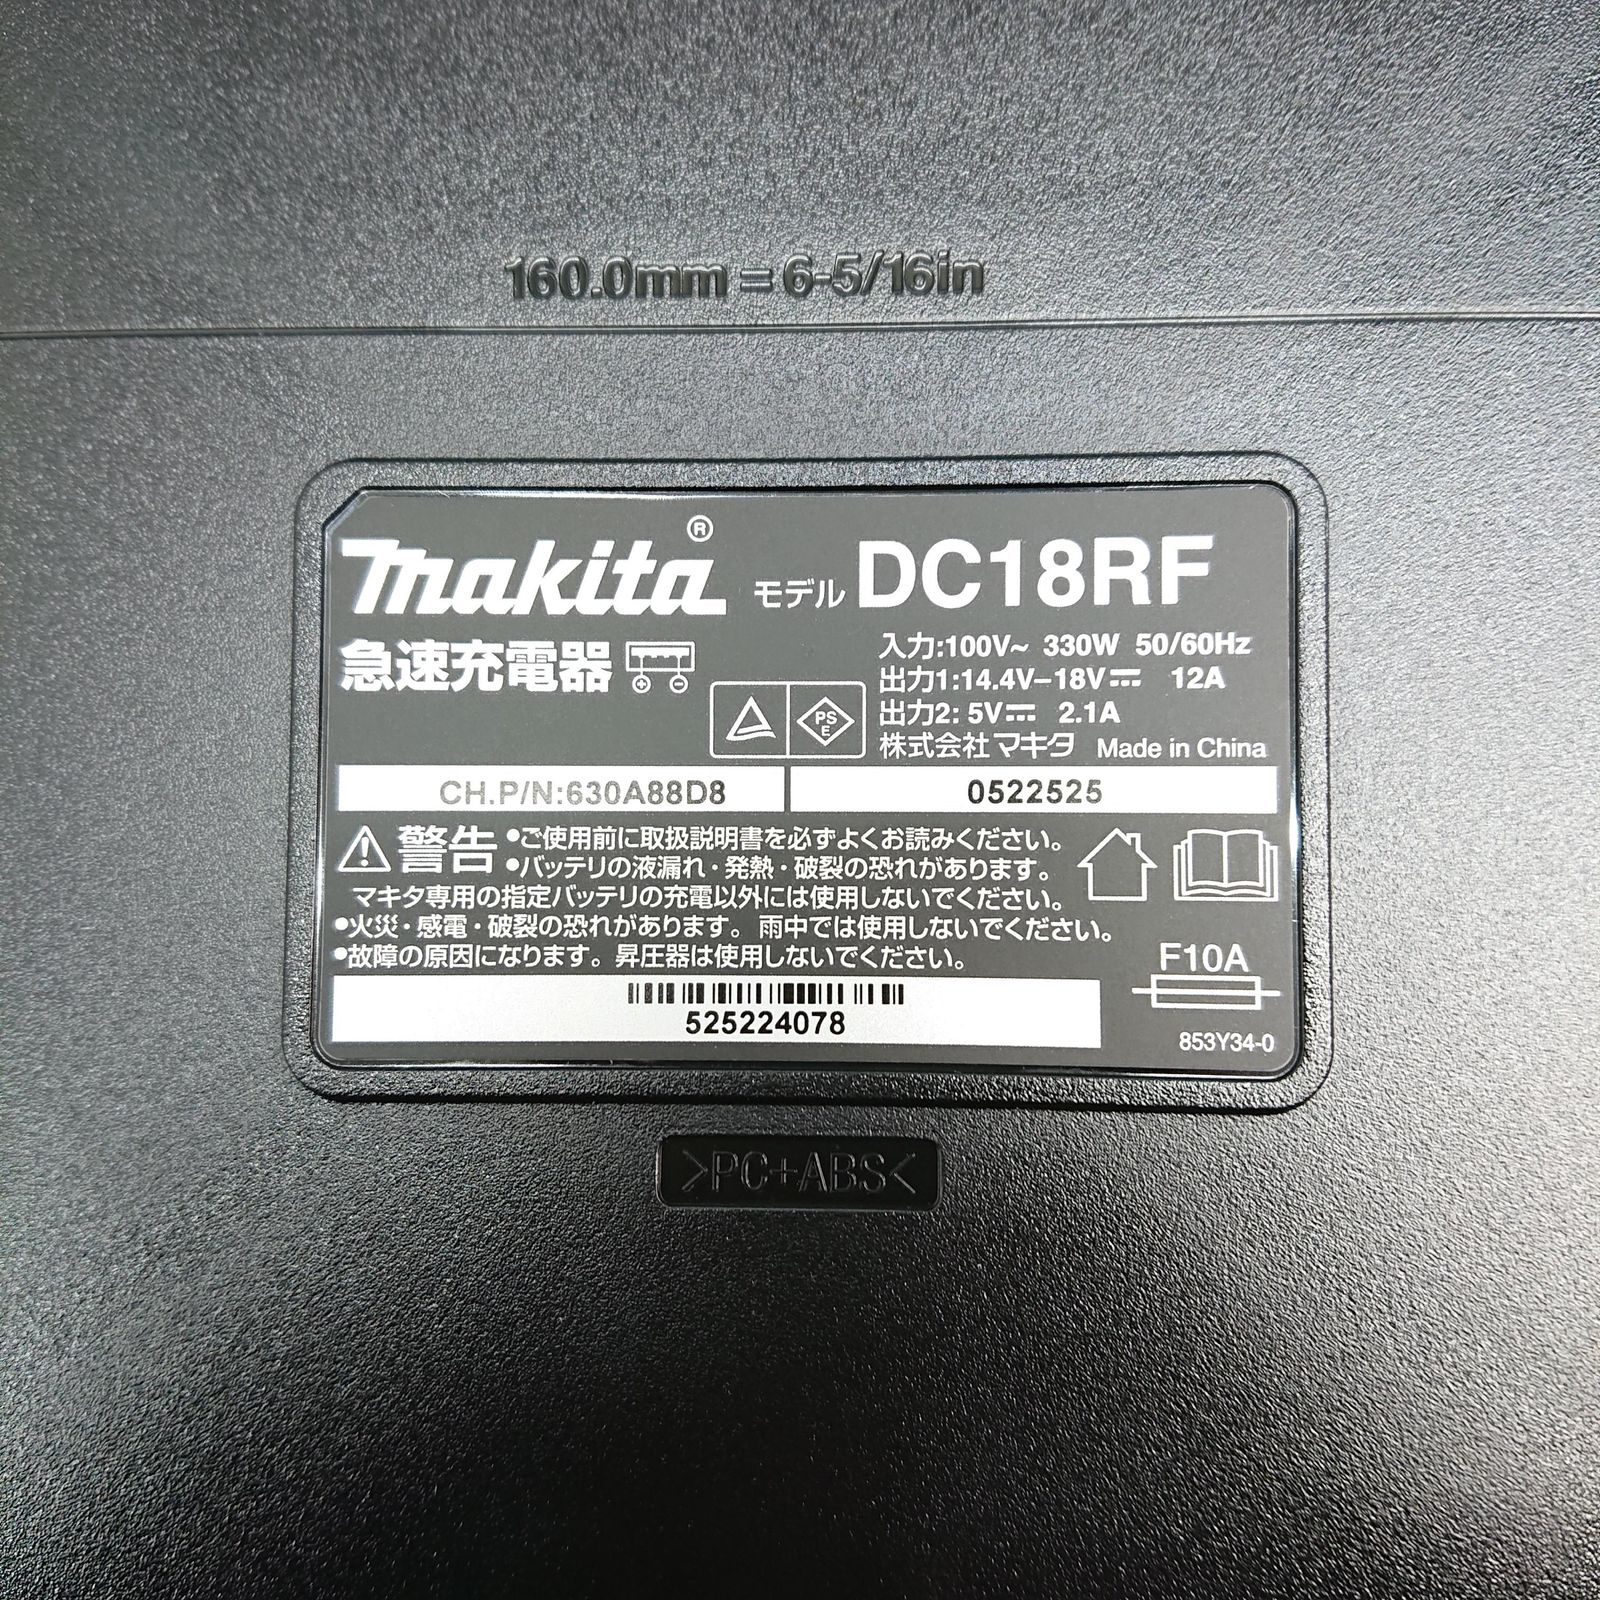 160.0mm = 6-5/16in
makita® モデル DC18RF
急速充電器
入力:100V~ 330W 50/60Hz
出力1:14.4V–18V⎓ 12A
出力2: 5V⎓ 2.1A
PS
E
株式会社マキタ Made in China
CH.P/N:630A88D8 0522525
⚠警告 •ご使用前に取扱説明書を必ずよくお読みください。
•バッテリの液漏れ・発熱・破裂の恐れがあります。
マキタ専用の指定バッテリの充電以外には使用しないでください。
•火災・感電・破裂の恐れがあります。雨中では使用しないでください。
•故障の原因になります。昇圧器は使用しないでください。
F10A
525224078
853Y34-0
>PC+ABS<